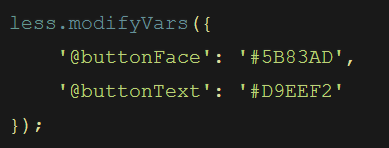 less.modifyVars({
    '@buttonFace': '#5B83AD',
    '@buttonText': '#D9EEF2'
});